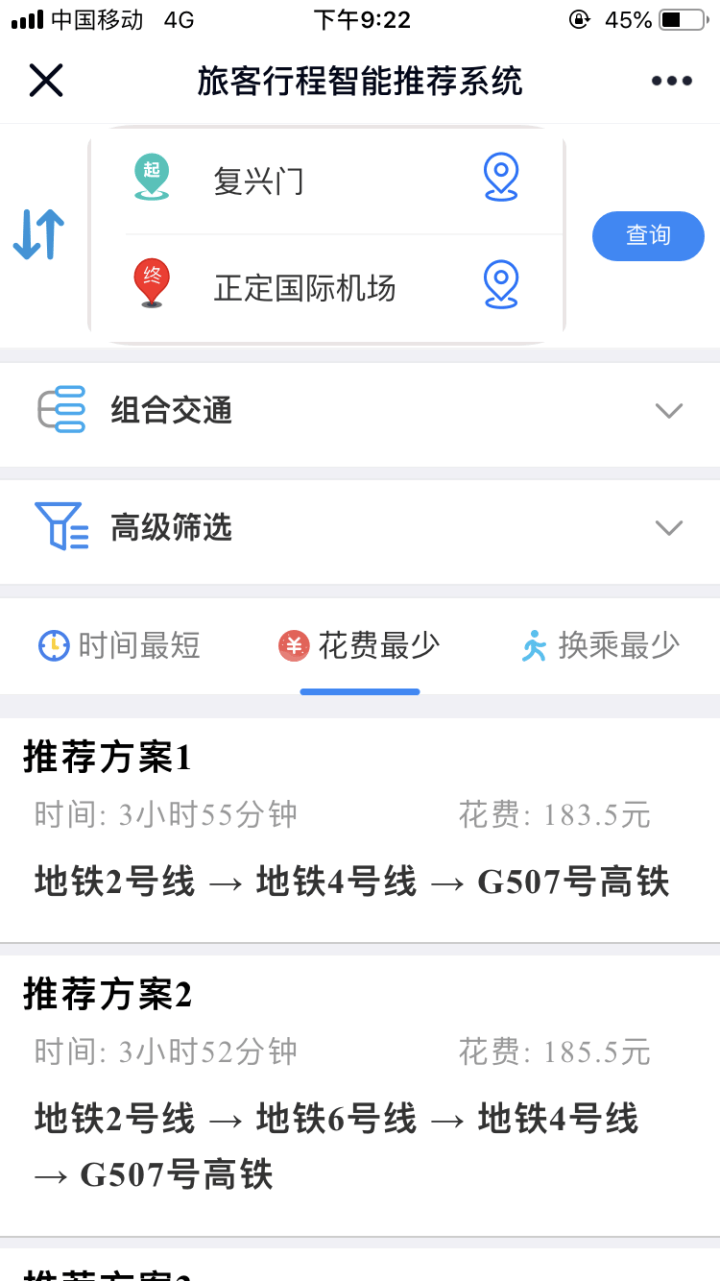 中国移动 4G 下午9:22 45%
旅客行程智能推荐系统
起 复兴门
查询
终 正定国际机场
组合交通
高级筛选
时间最短 ¥ 花费最少 换乘最少
推荐方案1
时间: 3小时55分钟 花费: 183.5元
地铁2号线 → 地铁4号线 → G507号高铁
推荐方案2
时间: 3小时52分钟 花费: 185.5元
地铁2号线 → 地铁6号线 → 地铁4号线
→ G507号高铁
推荐方案